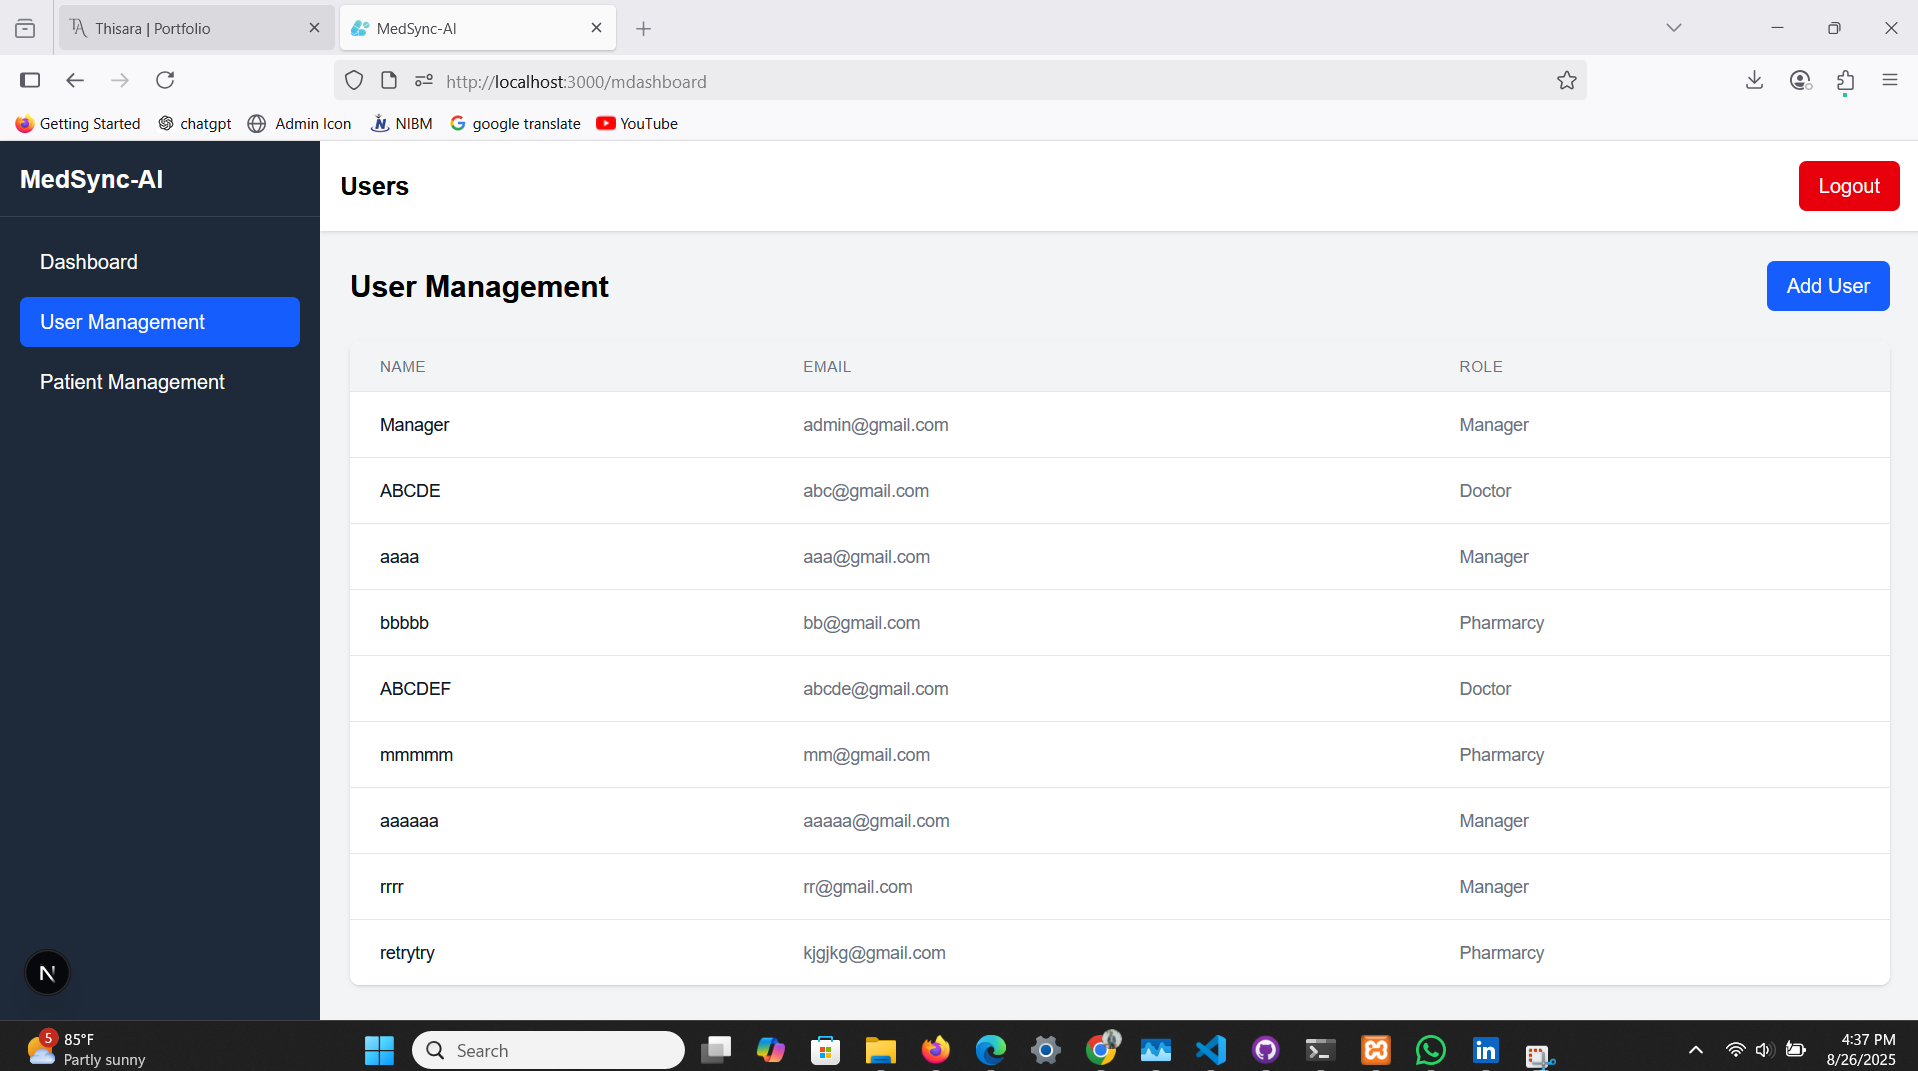 Thisara | Portfolio
MedSync-AI
http://localhost:3000/mdashboard
Getting Started
chatgpt
Admin Icon
NIBM
google translate
YouTube
MedSync-AI
Users
Logout
Dashboard
User Management
Patient Management
User Management
Add User
NAME EMAIL ROLE
Manager admin@gmail.com Manager
ABCDE abc@gmail.com Doctor
aaaa aaa@gmail.com Manager
bbbbb bb@gmail.com Pharmarcy
ABCDEF abcde@gmail.com Doctor
mmmmm mm@gmail.com Pharmarcy
aaaaaa aaaaa@gmail.com Manager
rrrr rr@gmail.com Manager
retrytry kjgjkg@gmail.com Pharmarcy
N
5
85°F
Partly sunny
Search
4:37 PM
8/26/2025